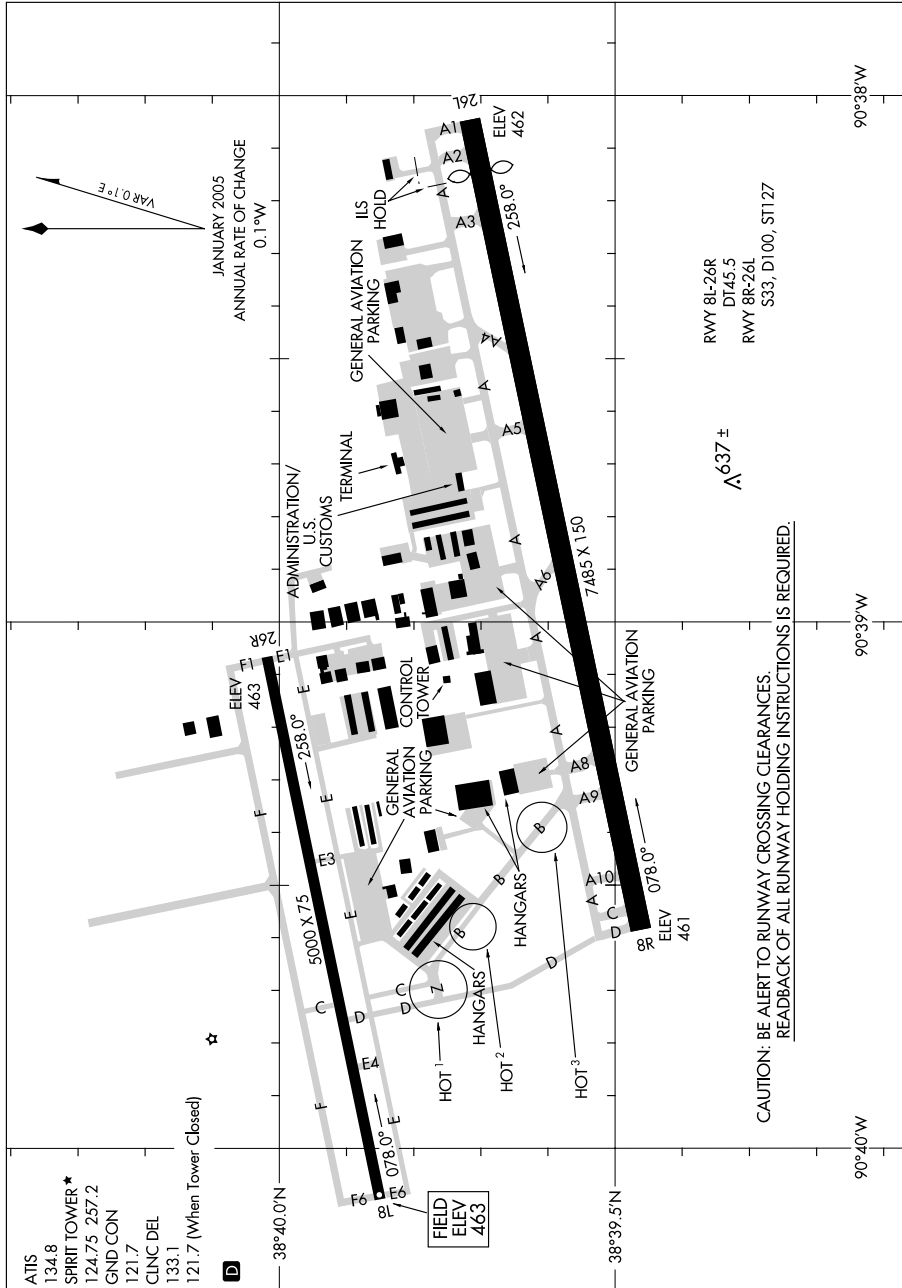 ATIS
134.8
SPIRIT TOWER★
124.75 257.2
GND CON
121.7
CLNC DEL
133.1
121.7 (When Tower Closed)
D
VAR 0.1°E
JANUARY 2005
ANNUAL RATE OF CHANGE
0.1°W
90°40'W
90°39'W
90°38'W
38°40.0'N
38°39.5'N
FIELD
ELEV
463
8L
F6
E6
078.0°
F
E
E4
5000 X 75
C
D
C
D
D
F
E
E3
E
258.0°
E
ELEV
463
F1
E1
26R
GENERAL
AVIATION
PARKING
CONTROL
TOWER
ADMINISTRATION/
U.S.
CUSTOMS
TERMINAL
GENERAL AVIATION
PARKING
ILS
HOLD
HOT 1
Z
HANGARS
HOT 2
B
B
HANGARS
HOT 3
B
D
D
C
A
A10
8R
ELEV
461
078.0°
A9
A8
A
GENERAL AVIATION
PARKING
A
A6
A
7485 X 150
A5
A
A4
A3
A
A2
A1
258.0°
26L
ELEV
462
RWY 8L-26R
DT45.5
RWY 8R-26L
S33, D100, ST127
637 ±
CAUTION: BE ALERT TO RUNWAY CROSSING CLEARANCES.
READBACK OF ALL RUNWAY HOLDING INSTRUCTIONS IS REQUIRED.